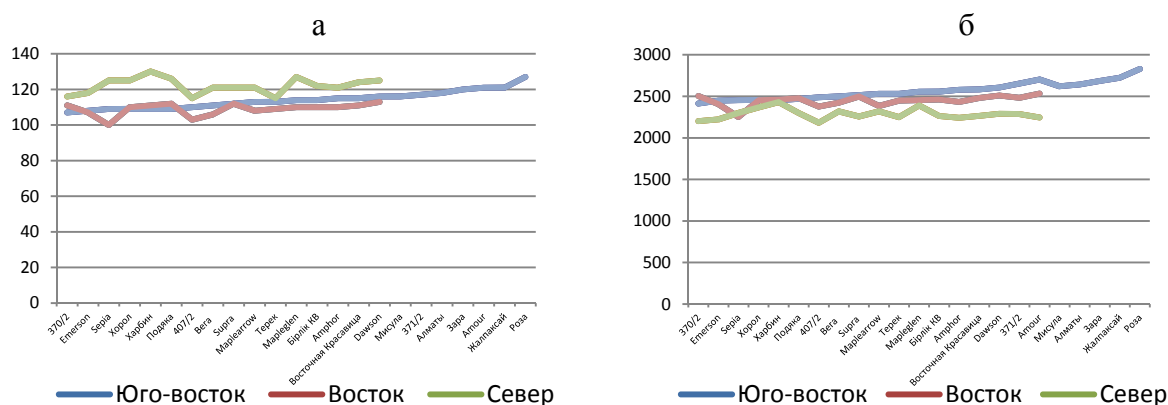 а
140
120
100
80
60
40
20
0
370/2
Emerson
Sepia
Хорол
Харбин
Подяка
407/2
Вега
Supra
Maplearrow
Терек
Mapleglen
Бірлік КВ
Amphor
Восточная Красавица
Dawson
Мисула
371/2
Алматы
Зара
Amour
Жалпаксай
Роза
Юго-восток Восток Север
б
3000
2500
2000
1500
1000
500
0
370/2
Emerson
Sepia
Хорол
Харбин
Подяка
407/2
Вега
Supra
Maplearrow
Терек
Mapleglen
Бірлік КВ
Amphor
Восточная Красавица
Dawson
371/2
Amour
Мисула
Алматы
Зара
Жалпаксай
Роза
Юго-восток Восток Север